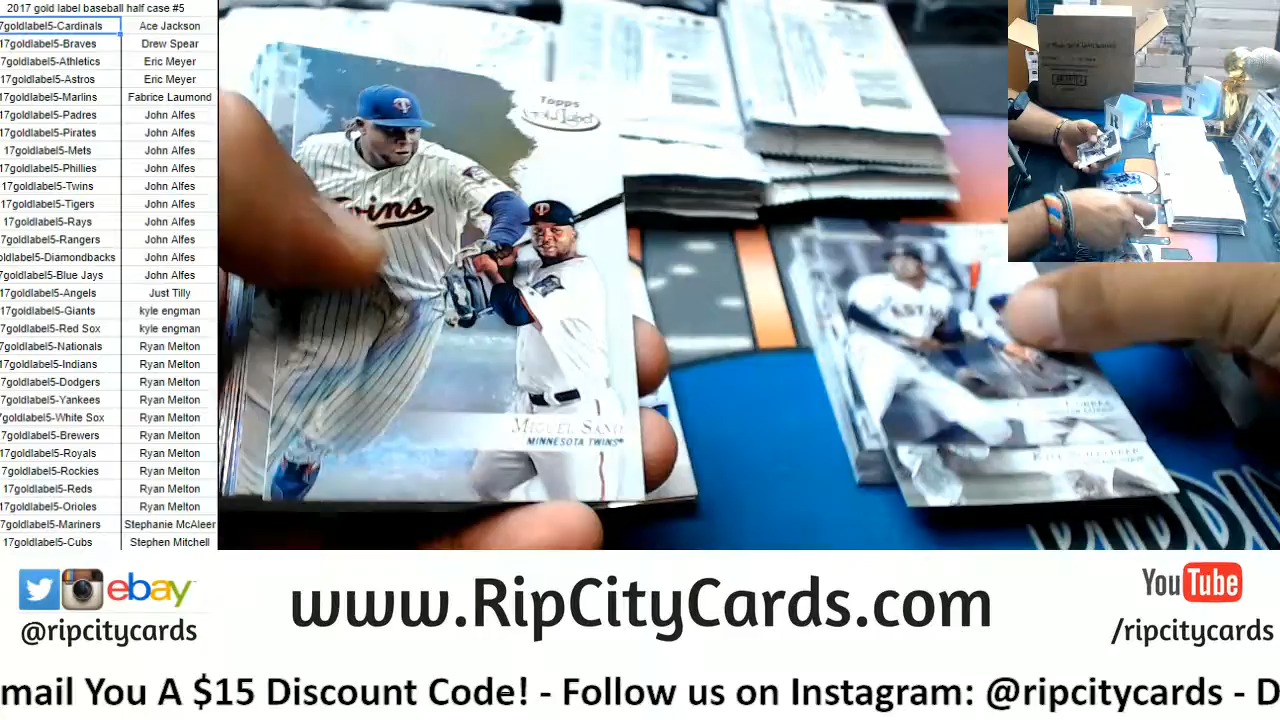 2017 gold label baseball half case #5
7goldlabel5-Cardinals Ace Jackson
17goldlabel5-Braves Drew Spear
7goldlabel5-Athletics Eric Meyer
17goldlabel5-Astros Eric Meyer
17goldlabel5-Marlins Fabrice Laumond
17goldlabel5-Padres John Alfes
17goldlabel5-Pirates John Alfes
17goldlabel5-Mets John Alfes
17goldlabel5-Phillies John Alfes
17goldlabel5-Twins John Alfes
17goldlabel5-Tigers John Alfes
17goldlabel5-Rays John Alfes
7goldlabel5-Rangers John Alfes
oldlabel5-Diamondbacks John Alfes
7goldlabel5-Blue Jays John Alfes
17goldlabel5-Angels Just Tilly
17goldlabel5-Giants kyle engman
7goldlabel5-Red Sox kyle engman
7goldlabel5-Nationals Ryan Melton
17goldlabel5-Indians Ryan Melton
7goldlabel5-Dodgers Ryan Melton
7goldlabel5-Yankees Ryan Melton
goldlabel5-White Sox Ryan Melton
7goldlabel5-Brewers Ryan Melton
17goldlabel5-Royals Ryan Melton
7goldlabel5-Rockies Ryan Melton
17goldlabel5-Reds Ryan Melton
17goldlabel5-Orioles Ryan Melton
7goldlabel5-Mariners Stephanie McAleer
17goldlabel5-Cubs Stephen Mitchell
Topps
Gold Label
Twins
Miguel Sanó
MINNESOTA TWINS
ebay
@ripcitycards
www.RipCityCards.com
YouTube
/ripcitycards
mail You A $15 Discount Code! - Follow us on Instagram: @ripcitycards - D